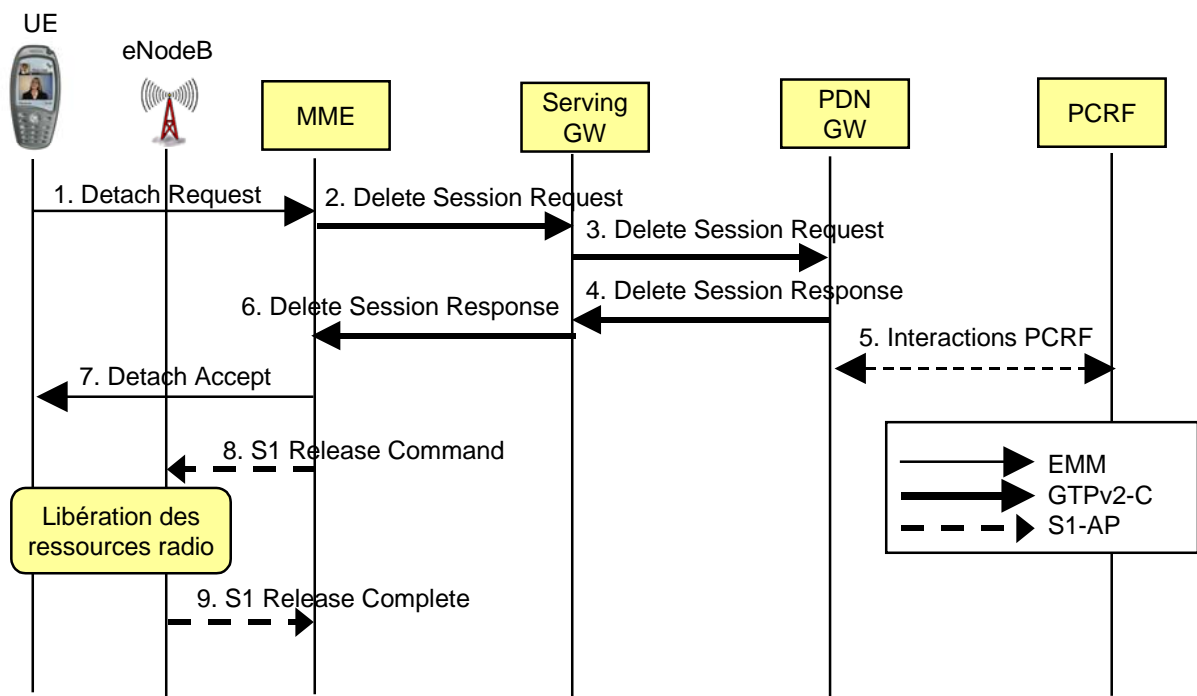 UE
eNodeB
MME
Serving
GW
PDN
GW
PCRF
1. Detach Request
2. Delete Session Request
3. Delete Session Request
4. Delete Session Response
6. Delete Session Response
5. Interactions PCRF
7. Detach Accept
8. S1 Release Command
EMM
GTPv2-C
S1-AP
Libération des
ressources radio
9. S1 Release Complete